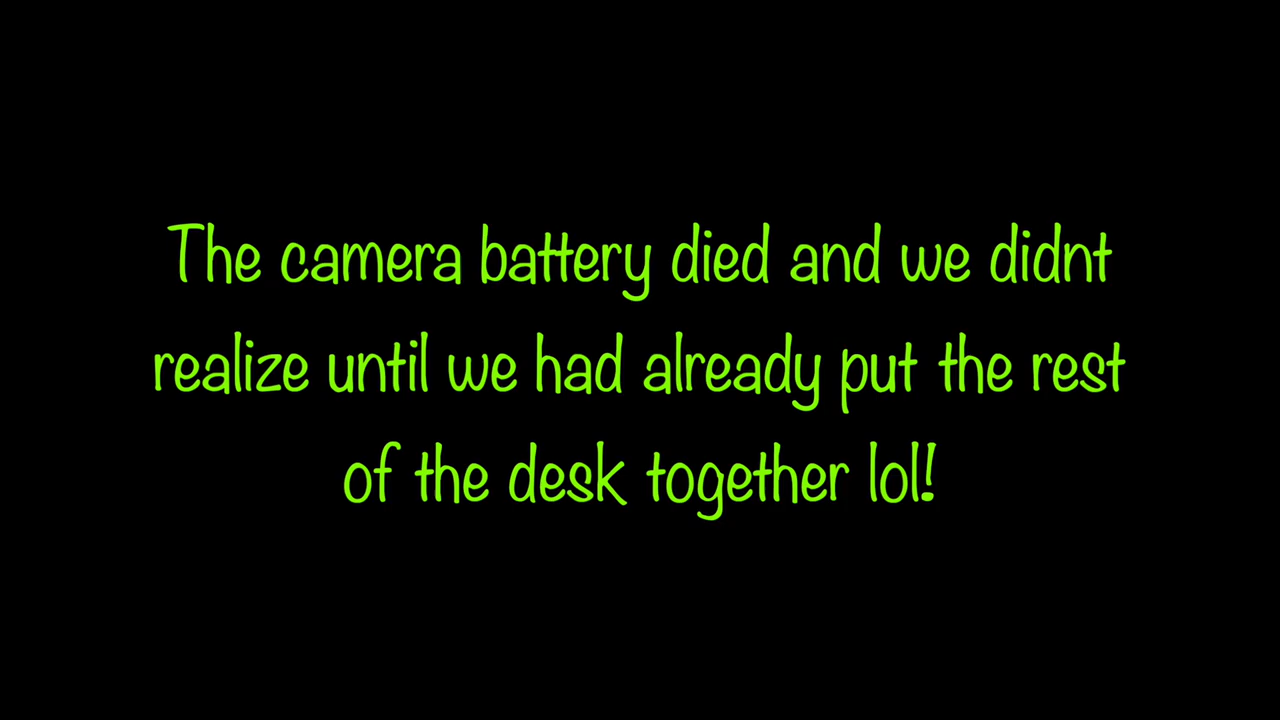 The camera battery died and we didnt
realize until we had already put the rest
of the desk together lol!